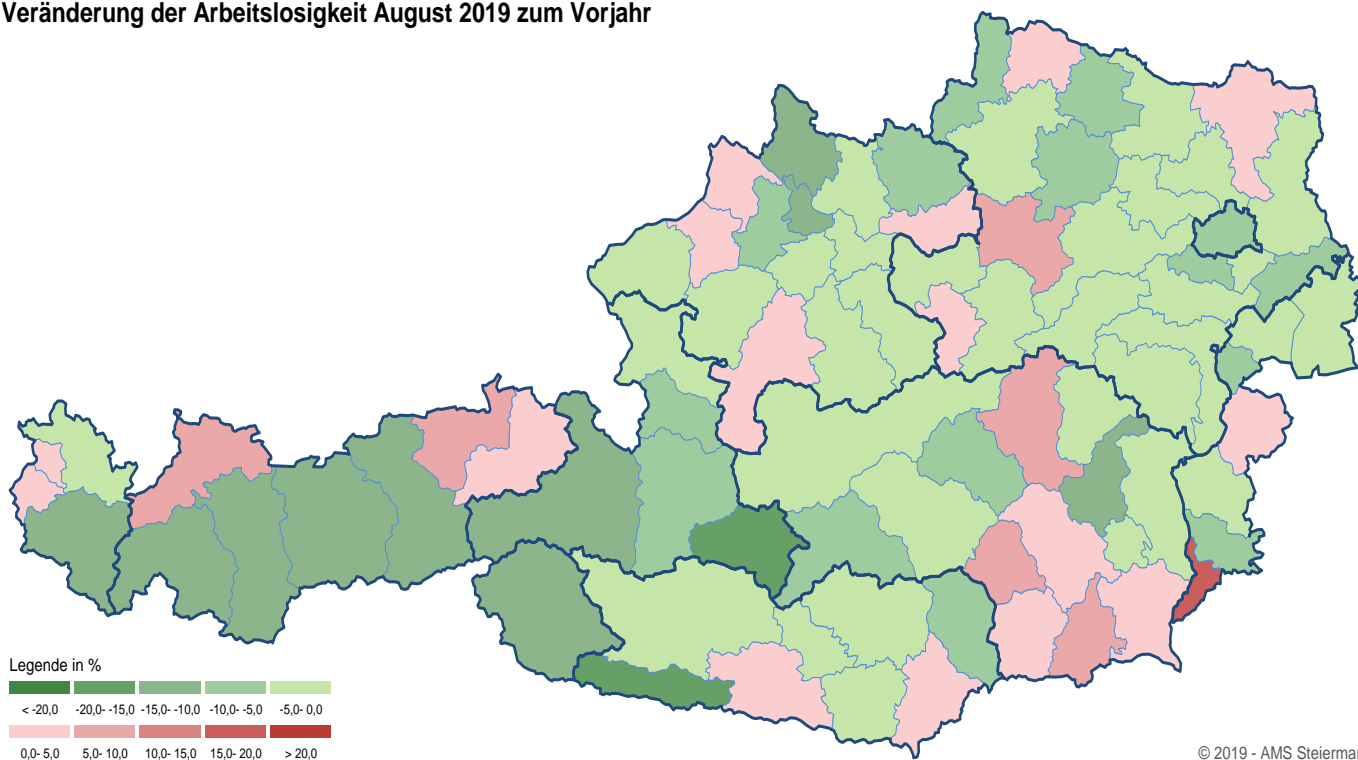 Veränderung der Arbeitslosigkeit August 2019 zum Vorjahr
Legende in %
< -20,0 -20,0- -15,0 -15,0- -10,0 -10,0- -5,0 -5,0- 0,0
0,0- 5,0 5,0- 10,0 10,0- 15,0 15,0- 20,0 > 20,0
© 2019 - AMS Steiermar